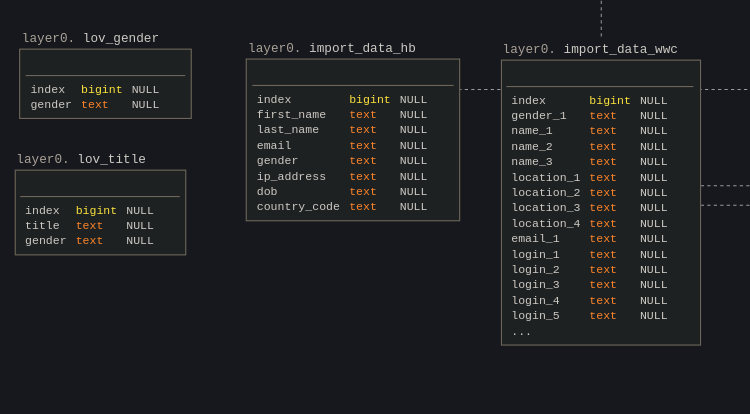 layer0. lov_gender
index bigint NULL
gender text NULL
layer0. lov_title
index bigint NULL
title text NULL
gender text NULL
layer0. import_data_hb
index bigint NULL
first_name text NULL
last_name text NULL
email text NULL
gender text NULL
ip_address text NULL
dob text NULL
country_code text NULL
layer0. import_data_wwc
index bigint NULL
gender_1 text NULL
name_1 text NULL
name_2 text NULL
name_3 text NULL
location_1 text NULL
location_2 text NULL
location_3 text NULL
location_4 text NULL
email_1 text NULL
login_1 text NULL
login_2 text NULL
login_3 text NULL
login_4 text NULL
login_5 text NULL
...